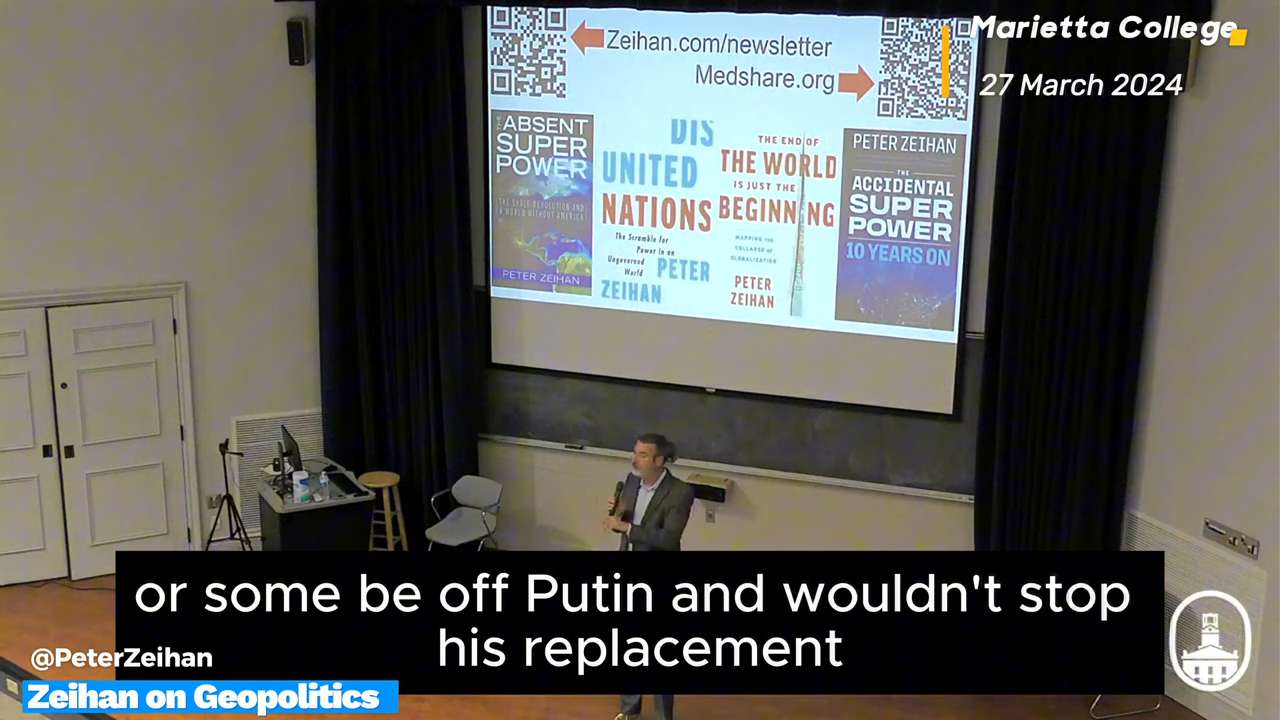 Marietta College
27 March 2024
Zeihan.com/newsletter
Medshare.org
THE
ABSENT
SUPER
POWER
THE SHALE REVOLUTION AND
A WORLD WITHOUT AMERICA
PETER ZEIHAN
DIS
UNITED
NATIONS
The Scramble for
Power in an
Ungoverned
World
PETER
ZEIHAN
THE END OF
THE WORLD
IS JUST THE
BEGINNING
MAPPING THE
COLLAPSE OF
GLOBALIZATION
PETER
ZEIHAN
PETER ZEIHAN
THE
ACCIDENTAL
SUPER
POWER
10 YEARS ON
or some be off Putin and wouldn't stop
his replacement
@PeterZeihan
Zeihan on Geopolitics